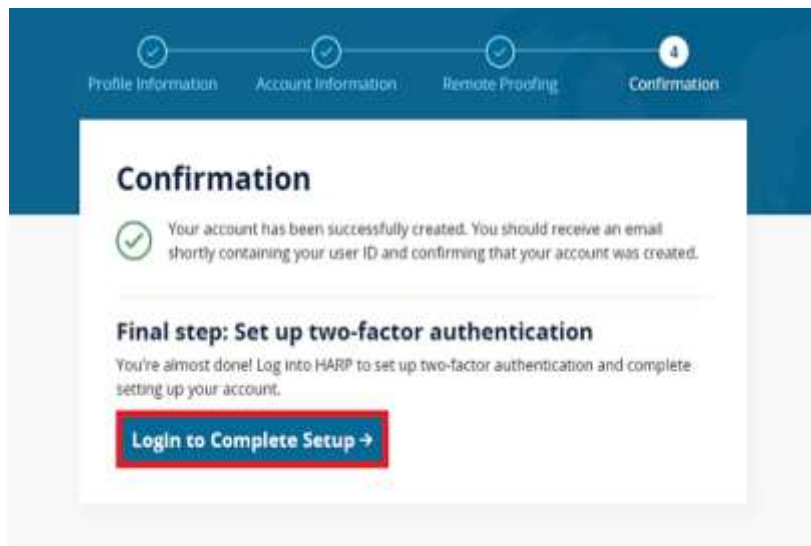 4
Profile Information Account Information Remote Proofing Confirmation
Confirmation
Your account has been successfully created. You should receive an email
shortly containing your user ID and confirming that your account was created.
Final step: Set up two-factor authentication
You're almost done! Log into HARP to set up two-factor authentication and complete
setting up your account.
Login to Complete Setup →